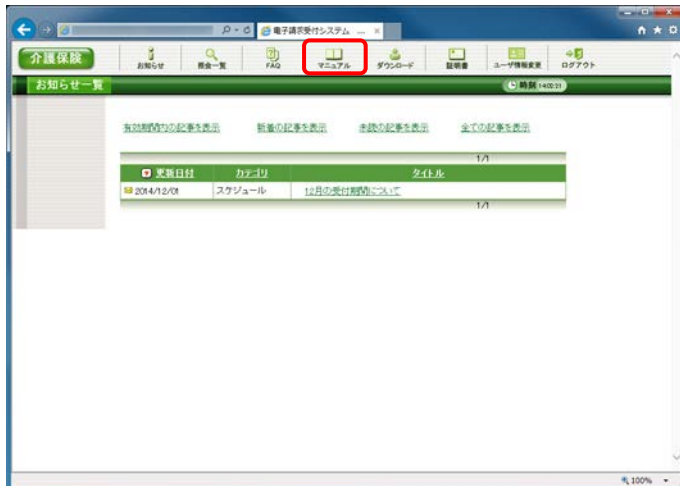 電子請求受付システム ... ×
介護保険
お知らせ 照会一覧 FAQ マニュアル ダウンロード 証明書 ユーザ情報変更 ログアウト
お知らせ一覧 時刻 14:02:31
有効期間内の記事を表示 新着の記事を表示 未読の記事を表示 全ての記事を表示
1/1
更新日付 カテゴリ タイトル
2014/12/01 スケジュール 12月の受付期間について
1/1
100%